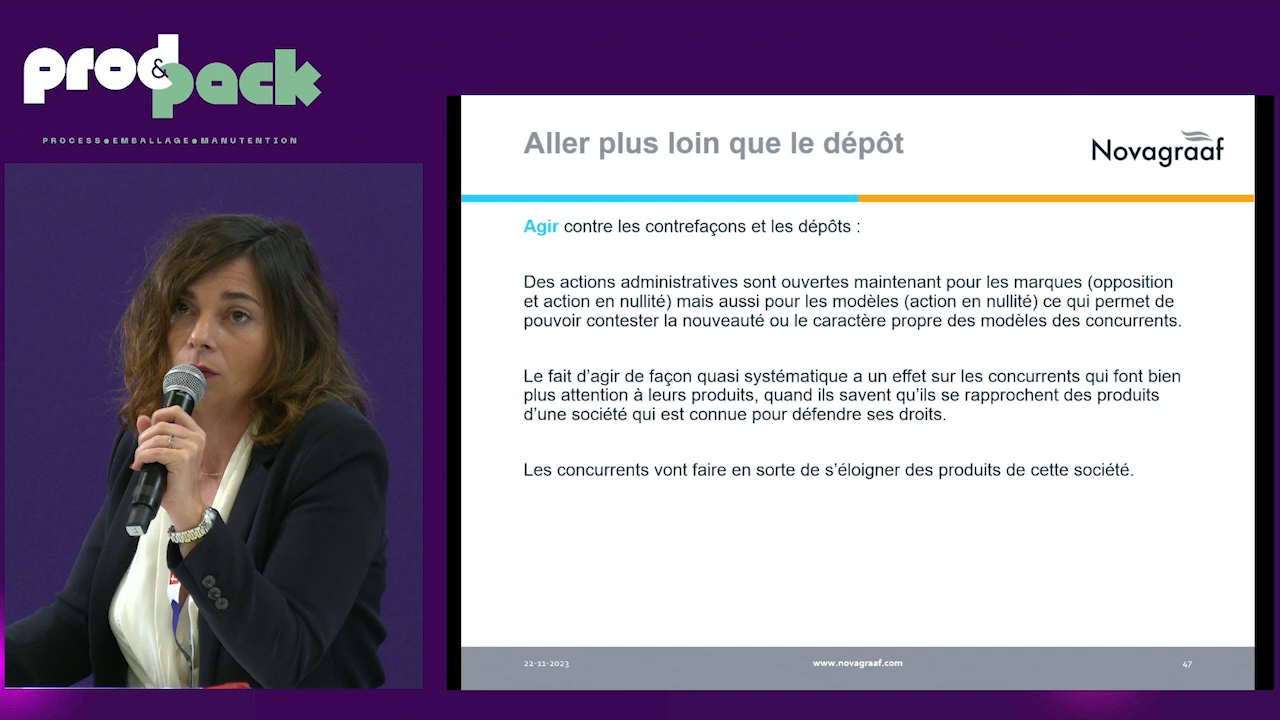 prod&pack
PROCESS•EMBALLAGE•MANUTENTION
Aller plus loin que le dépôt
Novagraaf
Agir contre les contrefaçons et les dépôts :
Des actions administratives sont ouvertes maintenant pour les marques (opposition
et action en nullité) mais aussi pour les modèles (action en nullité) ce qui permet de
pouvoir contester la nouveauté ou le caractère propre des modèles des concurrents.
Le fait d’agir de façon quasi systématique a un effet sur les concurrents qui font bien
plus attention à leurs produits, quand ils savent qu’ils se rapprochent des produits
d’une société qui est connue pour défendre ses droits.
Les concurrents vont faire en sorte de s’éloigner des produits de cette société.
22-11-2023
www.novagraaf.com
47